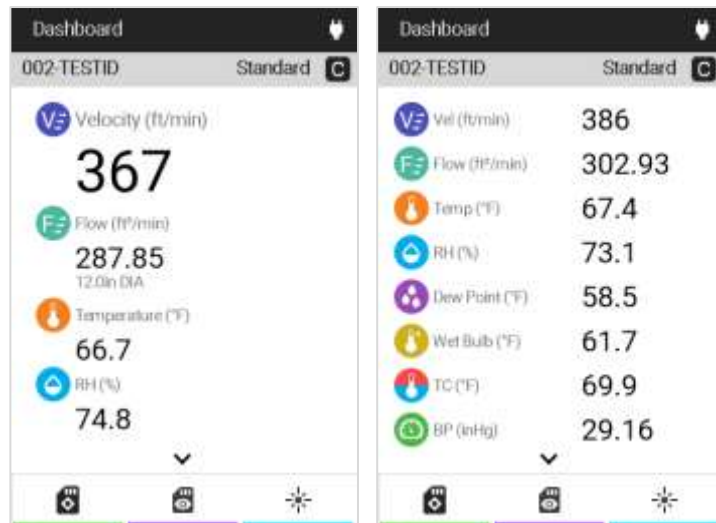 Dashboard
002-TESTID Standard C
Velocity (ft/min)
367
Flow (ft³/min)
287.85
12.0in DIA
Temperature (°F)
66.7
RH (%)
74.8
Dashboard
002-TESTID Standard C
Vel (ft/min) 386
Flow (ft³/min) 302.93
Temp (°F) 67.4
RH (%) 73.1
Dew Point (°F) 58.5
Wet Bulb (°F) 61.7
TC (°F) 69.9
BP (inHg) 29.16